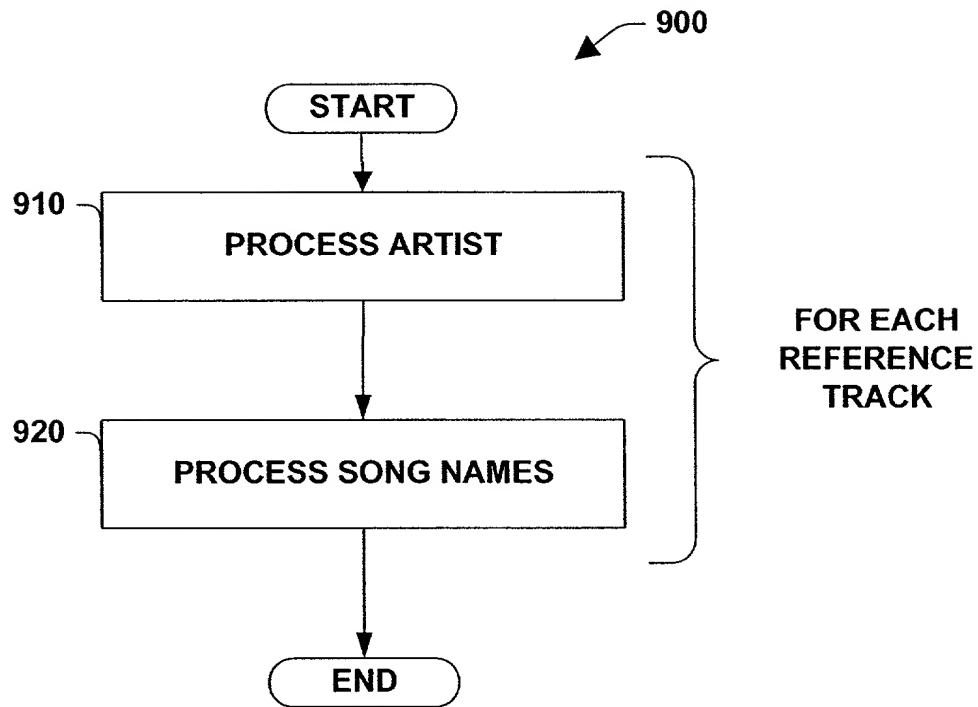 900
START
910
PROCESS ARTIST
FOR EACH
REFERENCE
TRACK
920
PROCESS SONG NAMES
END